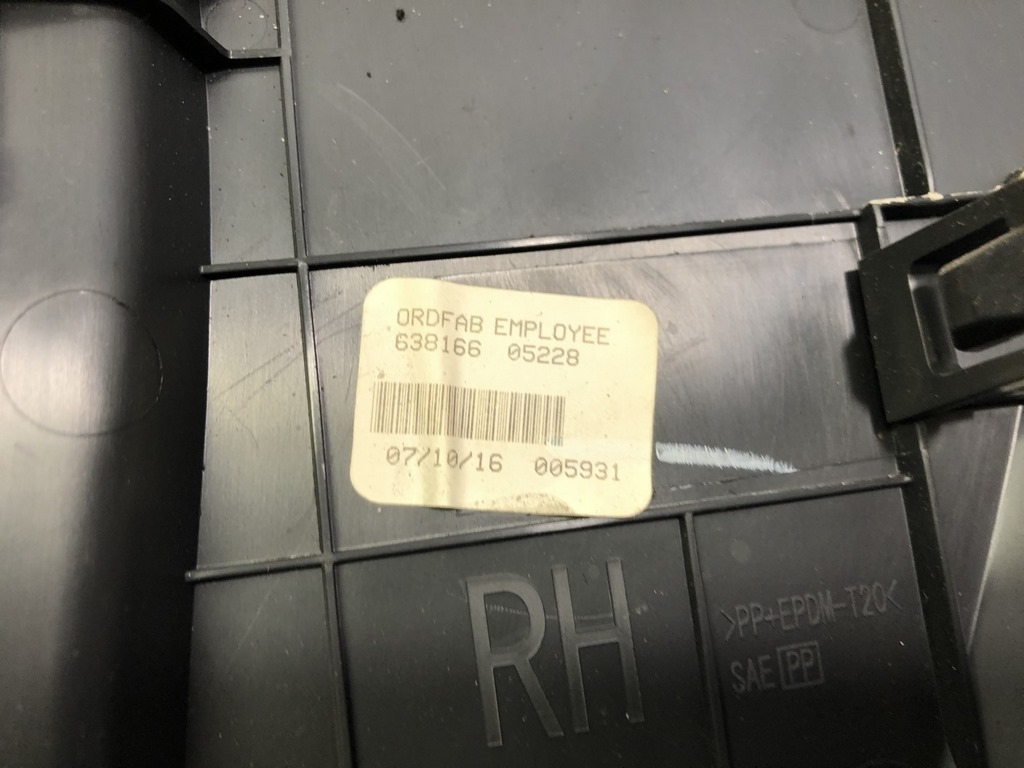 ORDFAB EMPLOYEE
638166 05228
07/10/16 005931
RH
>PP+EPDM-T20<
SAE PP